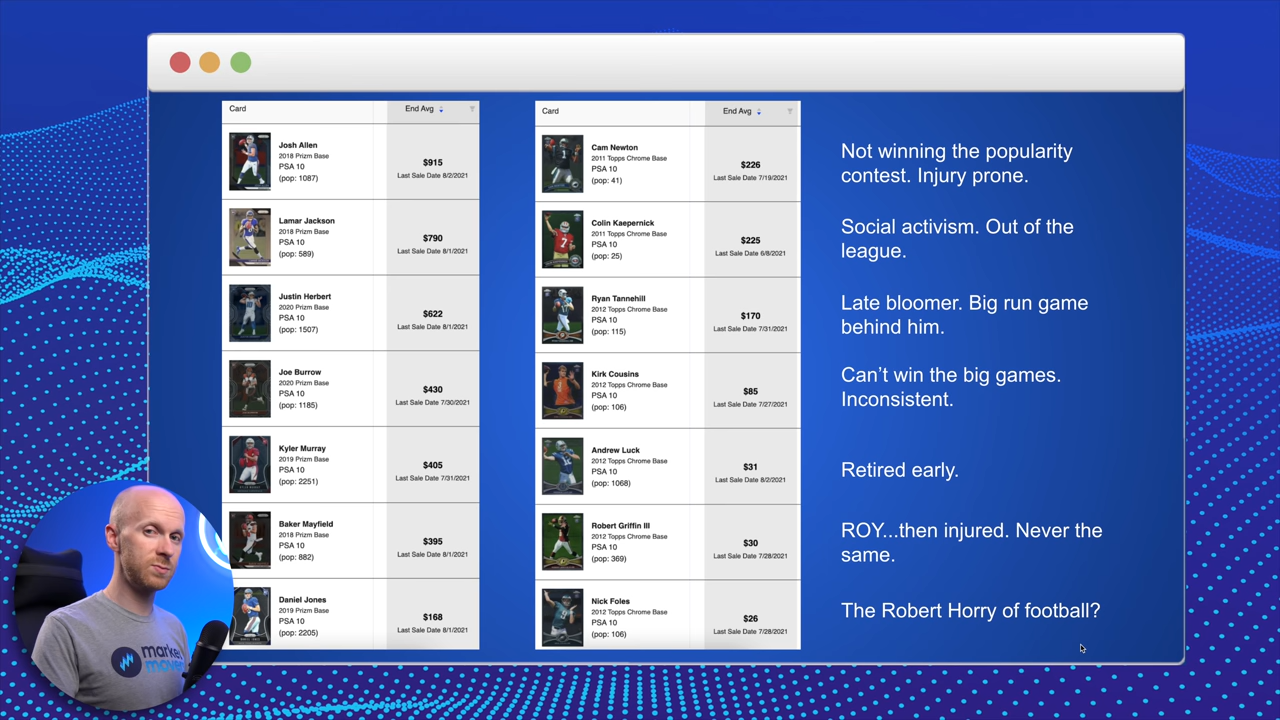 Card End Avg
Josh Allen
2018 Prizm Base
PSA 10
(pop: 1087)
$915
Last Sale Date 8/2/2021
Lamar Jackson
2018 Prizm Base
PSA 10
(pop: 589)
$790
Last Sale Date 8/1/2021
Justin Herbert
2020 Prizm Base
PSA 10
(pop: 1507)
$622
Last Sale Date 8/1/2021
Joe Burrow
2020 Prizm Base
PSA 10
(pop: 1185)
$430
Last Sale Date 7/30/2021
Kyler Murray
2019 Prizm Base
PSA 10
(pop: 2251)
$405
Last Sale Date 7/31/2021
Baker Mayfield
2018 Prizm Base
PSA 10
(pop: 882)
$395
Last Sale Date 8/1/2021
Daniel Jones
2019 Prizm Base
PSA 10
(pop: 2205)
$168
Last Sale Date 8/1/2021
Card End Avg
Cam Newton
2011 Topps Chrome Base
PSA 10
(pop: 41)
$226
Last Sale Date 7/19/2021
Colin Kaepernick
2011 Topps Chrome Base
PSA 10
(pop: 25)
$225
Last Sale Date 6/8/2021
Ryan Tannehill
2012 Topps Chrome Base
PSA 10
(pop: 115)
$170
Last Sale Date 7/31/2021
Kirk Cousins
2012 Topps Chrome Base
PSA 10
(pop: 106)
$85
Last Sale Date 7/27/2021
Andrew Luck
2012 Topps Chrome Base
PSA 10
(pop: 1068)
$31
Last Sale Date 8/2/2021
Robert Griffin III
2012 Topps Chrome Base
PSA 10
(pop: 369)
$30
Last Sale Date 7/28/2021
Nick Foles
2012 Topps Chrome Base
PSA 10
(pop: 106)
$26
Last Sale Date 7/28/2021
Not winning the popularity
contest. Injury prone.
Social activism. Out of the
league.
Late bloomer. Big run game
behind him.
Can’t win the big games.
Inconsistent.
Retired early.
ROY...then injured. Never the
same.
The Robert Horry of football?